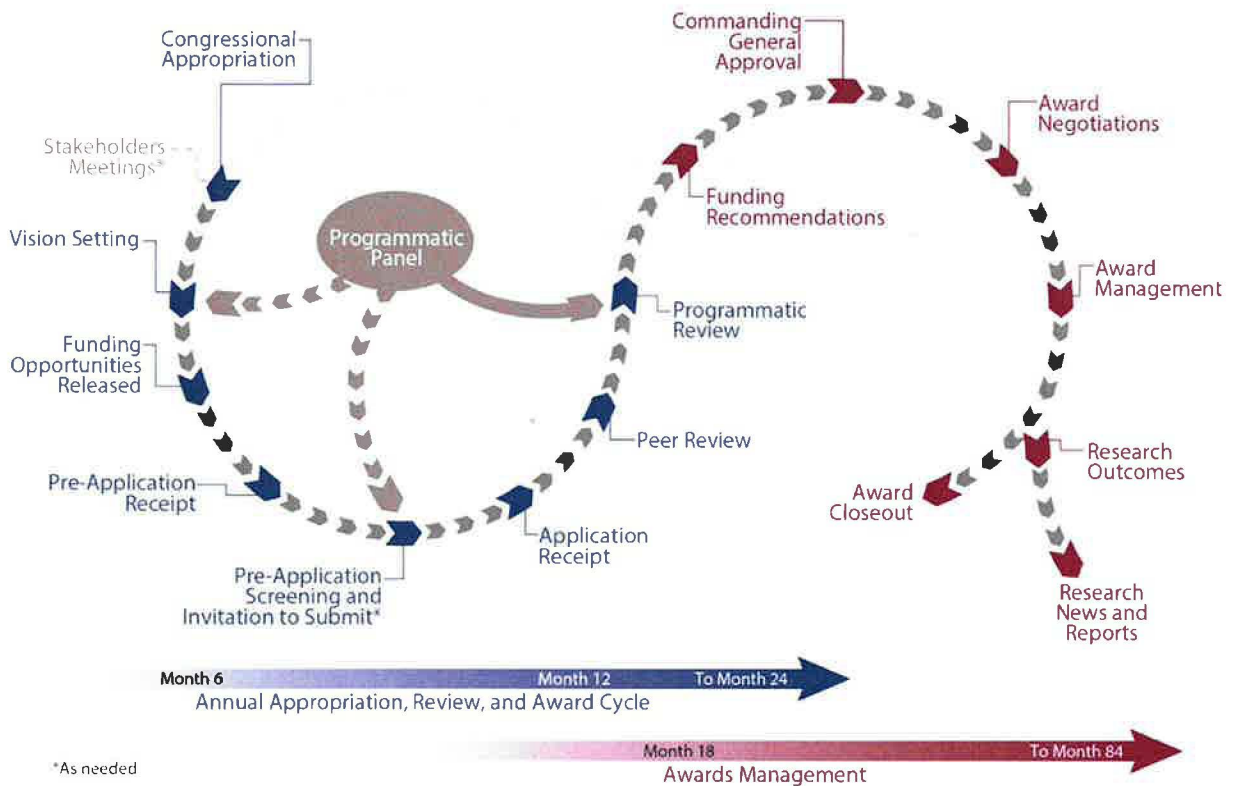 Congressional
Appropriation
Stakeholders
Meetings*
Vision Setting
Funding
Opportunities
Released
Pre-Application
Receipt
Pre-Application
Screening and
Invitation to Submit*
Application
Receipt
Peer Review
Programmatic
Review
Programmatic
Panel
Funding
Recommendations
Commanding
General
Approval
Award
Negotiations
Award
Management
Research
Outcomes
Award
Closeout
Research
News and
Reports
Month 6
Month 12
To Month 24
Annual Appropriation, Review, and Award Cycle
Month 18
To Month 84
Awards Management
*As needed